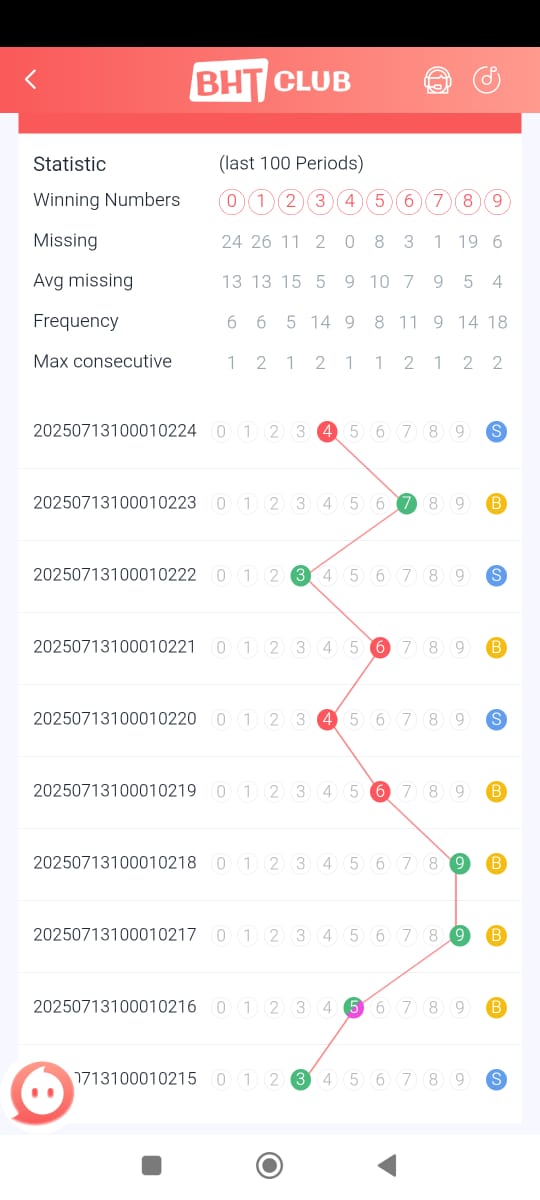 BHT CLUB
Statistic (last 100 Periods)
Winning Numbers 0 1 2 3 4 5 6 7 8 9
Missing 24 26 11 2 0 8 3 1 19 6
Avg missing 13 13 15 5 9 10 7 9 5 4
Frequency 6 6 5 14 9 8 11 9 14 18
Max consecutive 1 2 1 2 1 1 2 1 2 2
20250713100010224 0 1 2 3 4 5 6 7 8 9 S
20250713100010223 0 1 2 3 4 5 6 7 8 9 B
20250713100010222 0 1 2 3 4 5 6 7 8 9 S
20250713100010221 0 1 2 3 4 5 6 7 8 9 B
20250713100010220 0 1 2 3 4 5 6 7 8 9 S
20250713100010219 0 1 2 3 4 5 6 7 8 9 B
20250713100010218 0 1 2 3 4 5 6 7 8 9 B
20250713100010217 0 1 2 3 4 5 6 7 8 9 B
20250713100010216 0 1 2 3 4 5 6 7 8 9 B
0713100010215 0 1 2 3 4 5 6 7 8 9 S